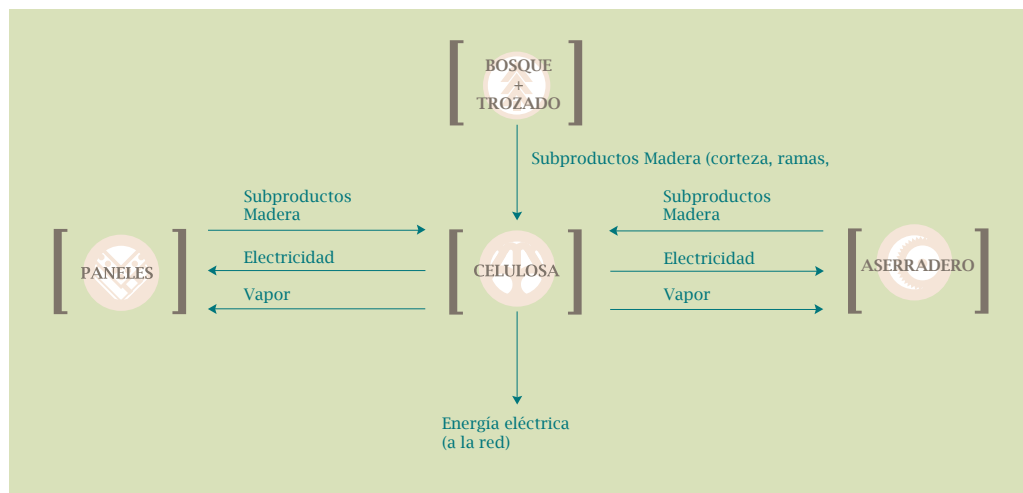 BOSQUE
+
TROZADO
Subproductos Madera (corteza, ramas,
Subproductos
Madera
Subproductos
Madera
Electricidad
Electricidad
Vapor
Vapor
PANELES
CELULOSA
ASERRADERO
Energía eléctrica
(a la red)